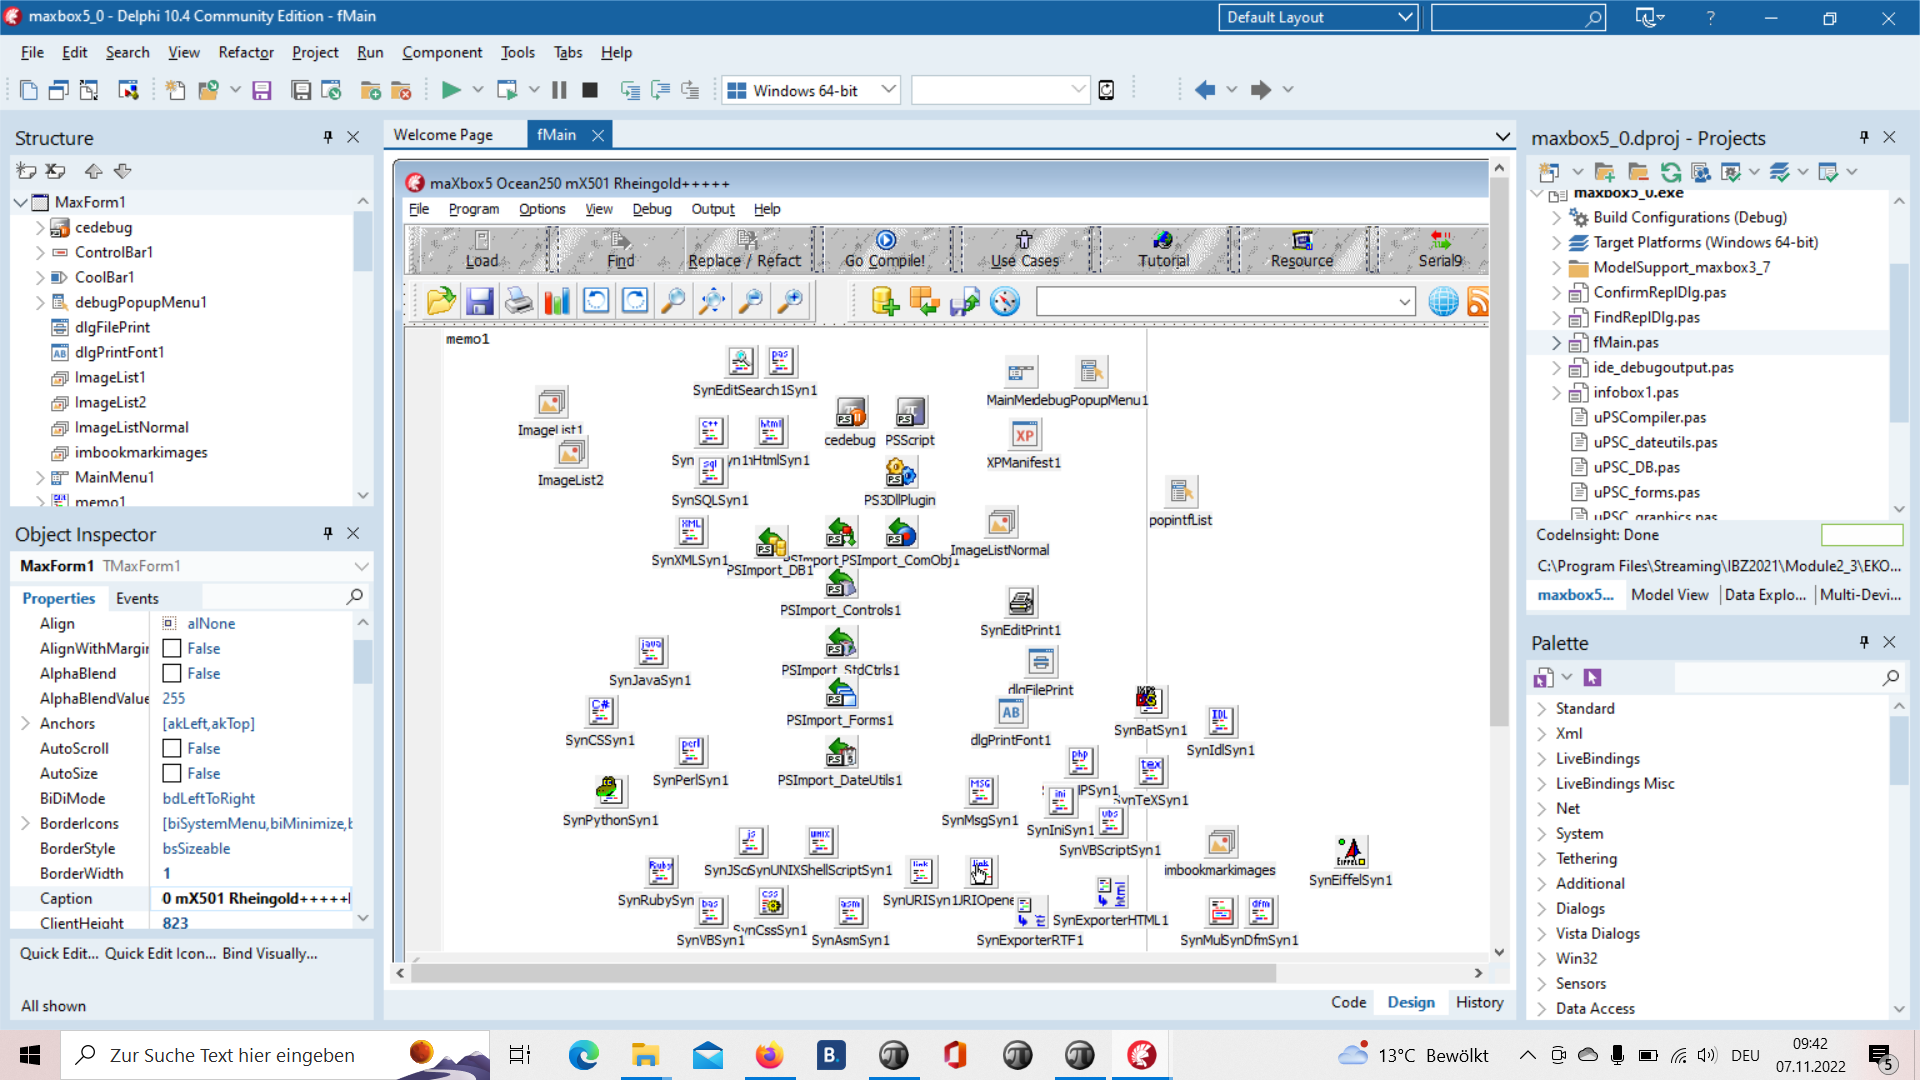 maxbox5_0 - Delphi 10.4 Community Edition - fMain
Default Layout
File Edit Search View Refactor Project Run Component Tools Tabs Help
Windows 64-bit
Structure
MaxForm1
cedebug
ControlBar1
CoolBar1
debugPopupMenu1
dlgFilePrint
dlgPrintFont1
ImageList1
ImageList2
ImageListNormal
imbookmarkimages
MainMenu1
memo1
Object Inspector
MaxForm1 TMaxForm1
Properties Events
Align alNone
AlignWithMargin False
AlphaBlend False
AlphaBlendValue 255
Anchors [akLeft,akTop]
AutoScroll False
AutoSize False
BiDiMode bdLeftToRight
BorderIcons [biSystemMenu,biMinimize,b
BorderStyle bsSizeable
BorderWidth 1
Caption 0 mX501 Rheingold+++++
ClientHeight 823
Quick Edit... Quick Edit Icon... Bind Visually...
All shown
Welcome Page fMain
maXbox5 Ocean250 mX501 Rheingold+++++
File Program Options View Debug Output Help
Load Find Replace / Refact Go Compile! Use Cases Tutorial Resource Serial9
memo1
SynEditSearch1Syn1
MainMedebugPopupMenu1
ImageList1
cedebug PSScript
XPManifest1
ImageList2
SynSQLSyn1
PS3DllPlugin
popintfList
ImageListNormal
SynXMLSyn1
PSImport_DB1
PSImport_ComObj1
PSImport_Controls1
SynEditPrint1
PSImport_StdCtrls1
SynJavaSyn1
dlgFilePrint
PSImport_Forms1
SynBatSyn1
SynCSSyn1
dlgPrintFont1
SynIdlSyn1
SynPerlSyn1
PSImport_DateUtils1
SynPythonSyn1
SynMsgSyn1
SynTeXSyn1
SynIniSyn1
SynVBScriptSyn1
SynJScSynUNIXShellScriptSyn1
imbookmarkimages
SynEiffelSyn1
SynRubySyn
SynURISyn1JRIOpene
SynExporterHTML1
SynVBSyn1
SynCssSyn1
SynAsmSyn1
SynExporterRTF1
SynMulSynDfmSyn1
Code Design History
maxbox5_0.dproj - Projects
maxbox5_0.exe
Build Configurations (Debug)
Target Platforms (Windows 64-bit)
ModelSupport_maxbox3_7
ConfirmReplDlg.pas
FindReplDlg.pas
fMain.pas
ide_debugoutput.pas
infobox1.pas
uPSCompiler.pas
uPSC_dateutils.pas
uPSC_DB.pas
uPSC_forms.pas
uPSC_graphics.pas
CodeInsight: Done
C:\Program Files\Streaming\IBZ2021\Module2_3\EKO...
maxbox5... Model View Data Explo... Multi-Devi...
Palette
Standard
Xml
LiveBindings
LiveBindings Misc
Net
System
Tethering
Additional
Dialogs
Vista Dialogs
Win32
Sensors
Data Access
Zur Suche Text hier eingeben
13°C Bewölkt
DEU
09:42
07.11.2022
5